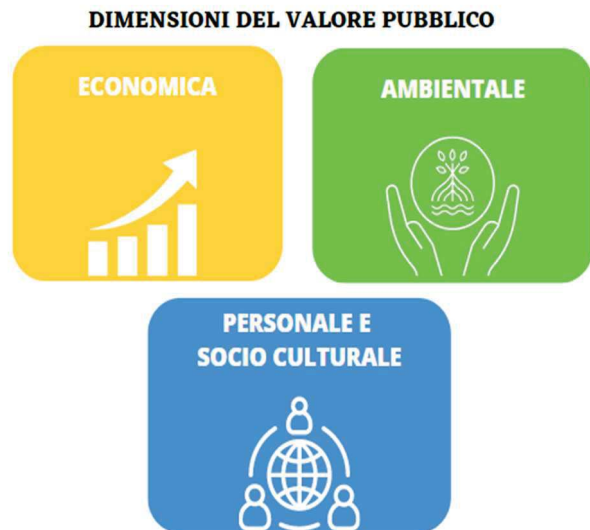 DIMENSIONI DEL VALORE PUBBLICO
ECONOMICA
AMBIENTALE
PERSONALE E
SOCIO CULTURALE